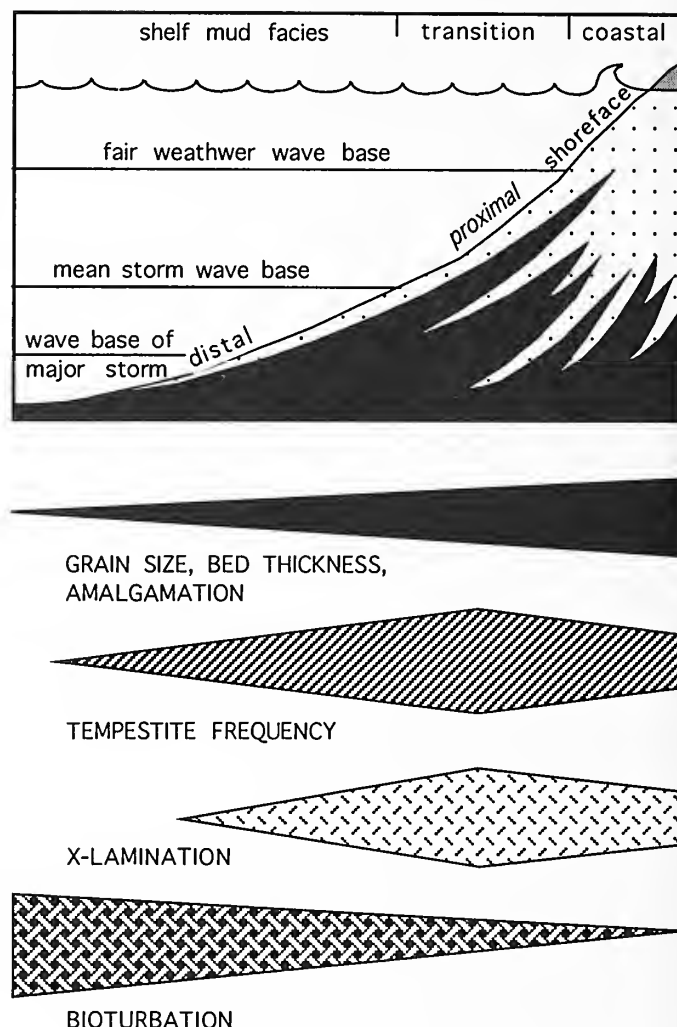 shelf mud facies transition coastal
fair weathwer wave base
shoreface
proximal
mean storm wave base
wave base of
major storm
distal
GRAIN SIZE, BED THICKNESS,
AMALGAMATION
TEMPESTITE FREQUENCY
X-LAMINATION
BIOTURBATION